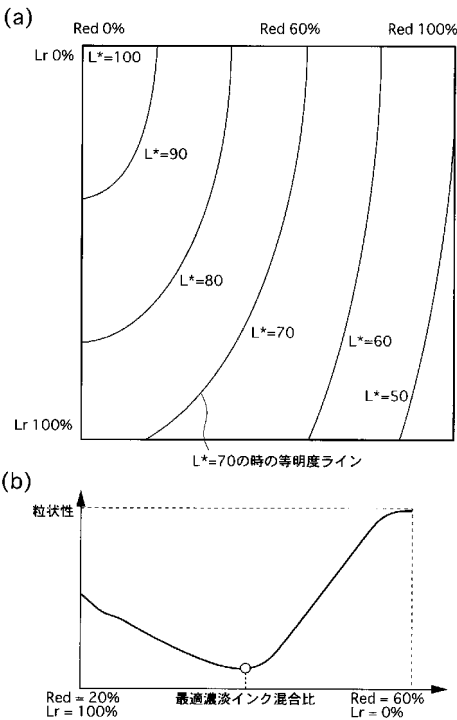 (a)
Red 0% Red 60% Red 100%
Lr 0%
L*=100
L*=90
L*=80
L*=70
L*=60
L*=50
Lr 100%
L*=70の時の等明度ライン
(b)
粒状性
Red = 20% 最適濃淡インク混合比 Red = 60%
Lr = 100% Lr = 0%